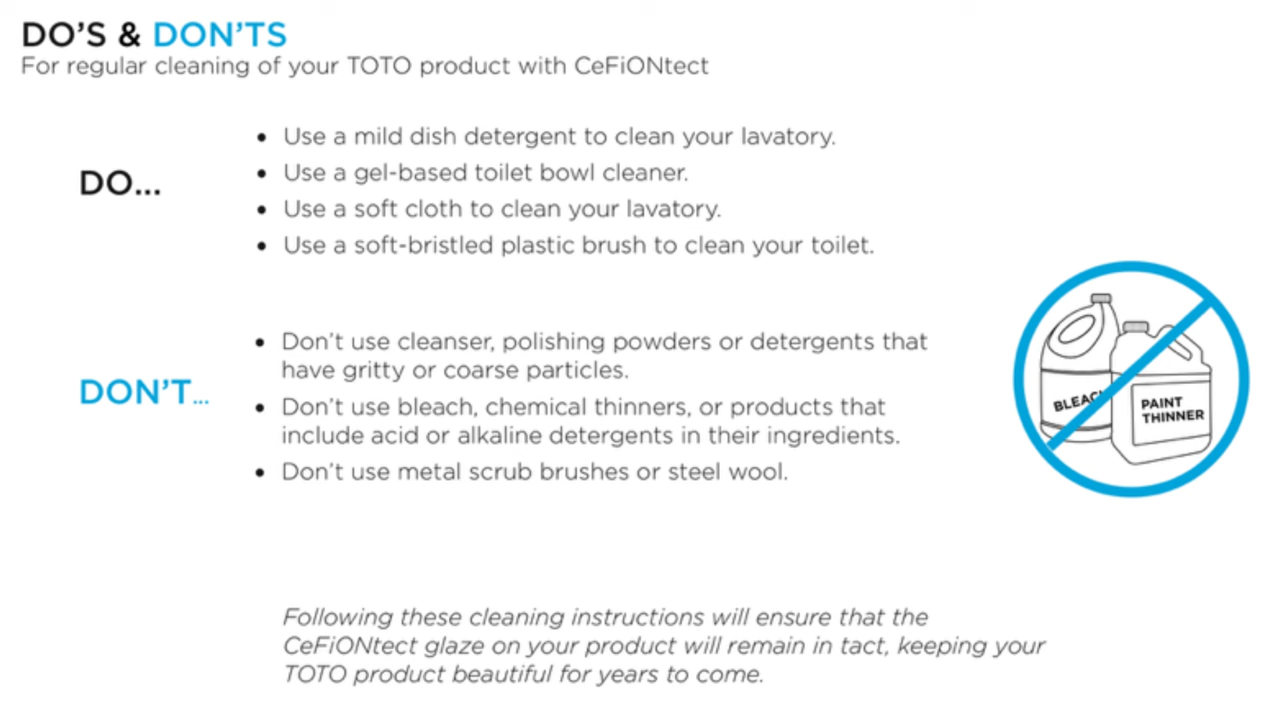 DO'S & DON'TS
For regular cleaning of your TOTO product with CeFiONtect
DO...
• Use a mild dish detergent to clean your lavatory.
• Use a gel-based toilet bowl cleaner.
• Use a soft cloth to clean your lavatory.
• Use a soft-bristled plastic brush to clean your toilet.
DON'T...
• Don't use cleanser, polishing powders or detergents that
have gritty or coarse particles.
• Don't use bleach, chemical thinners, or products that
include acid or alkaline detergents in their ingredients.
• Don't use metal scrub brushes or steel wool.
BLEACH
PAINT
THINNER
Following these cleaning instructions will ensure that the
CeFiONtect glaze on your product will remain in tact, keeping your
TOTO product beautiful for years to come.